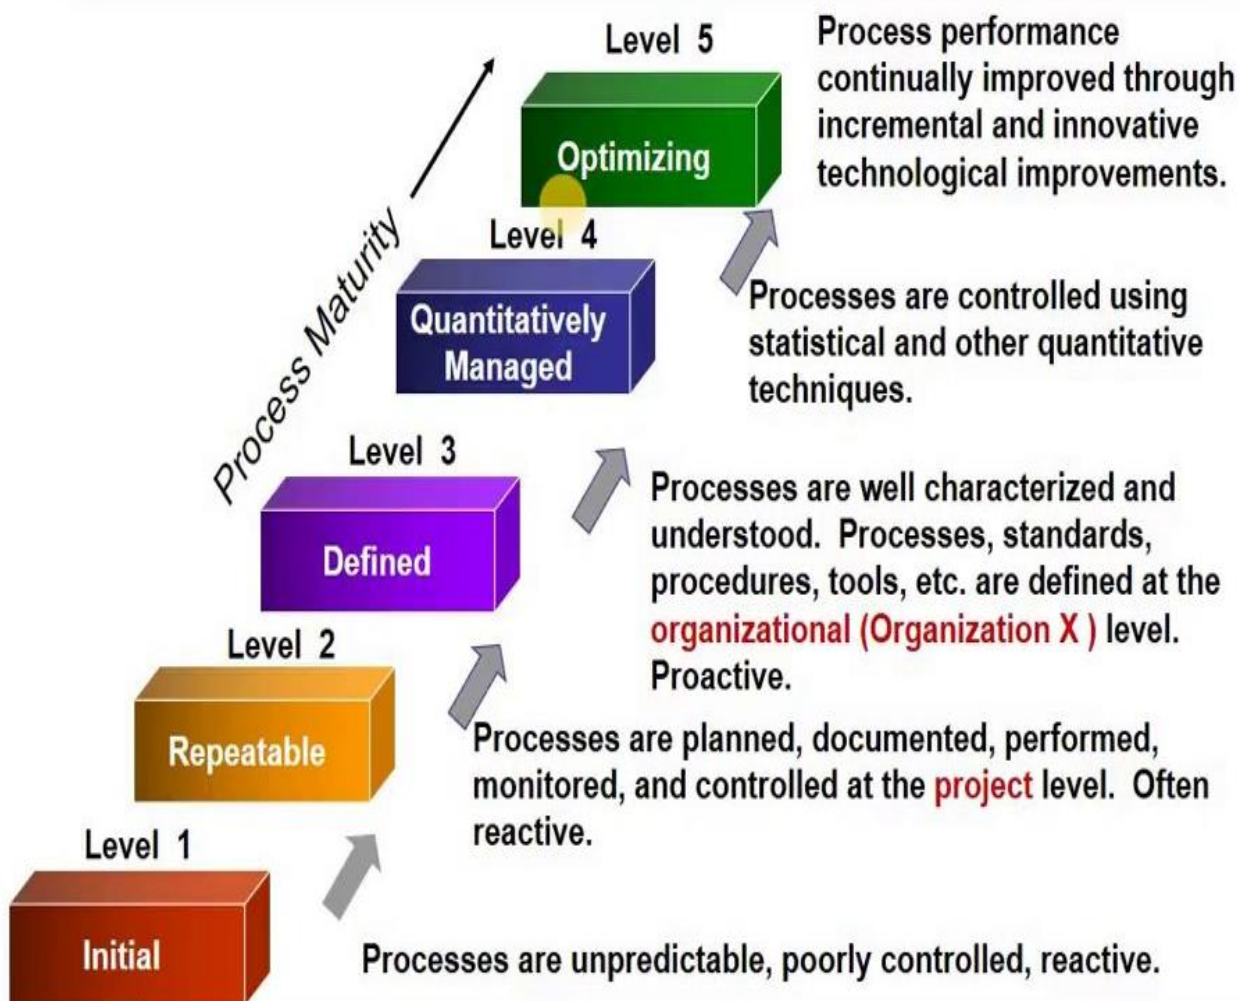 Level 5
Optimizing
Process performance
continually improved through
incremental and innovative
technological improvements.
Process Maturity
Level 4
Quantitatively
Managed
Processes are controlled using
statistical and other quantitative
techniques.
Level 3
Defined
Processes are well characterized and
understood. Processes, standards,
procedures, tools, etc. are defined at the
organizational (Organization X ) level.
Proactive.
Level 2
Repeatable
Processes are planned, documented, performed,
monitored, and controlled at the project level. Often
reactive.
Level 1
Initial
Processes are unpredictable, poorly controlled, reactive.